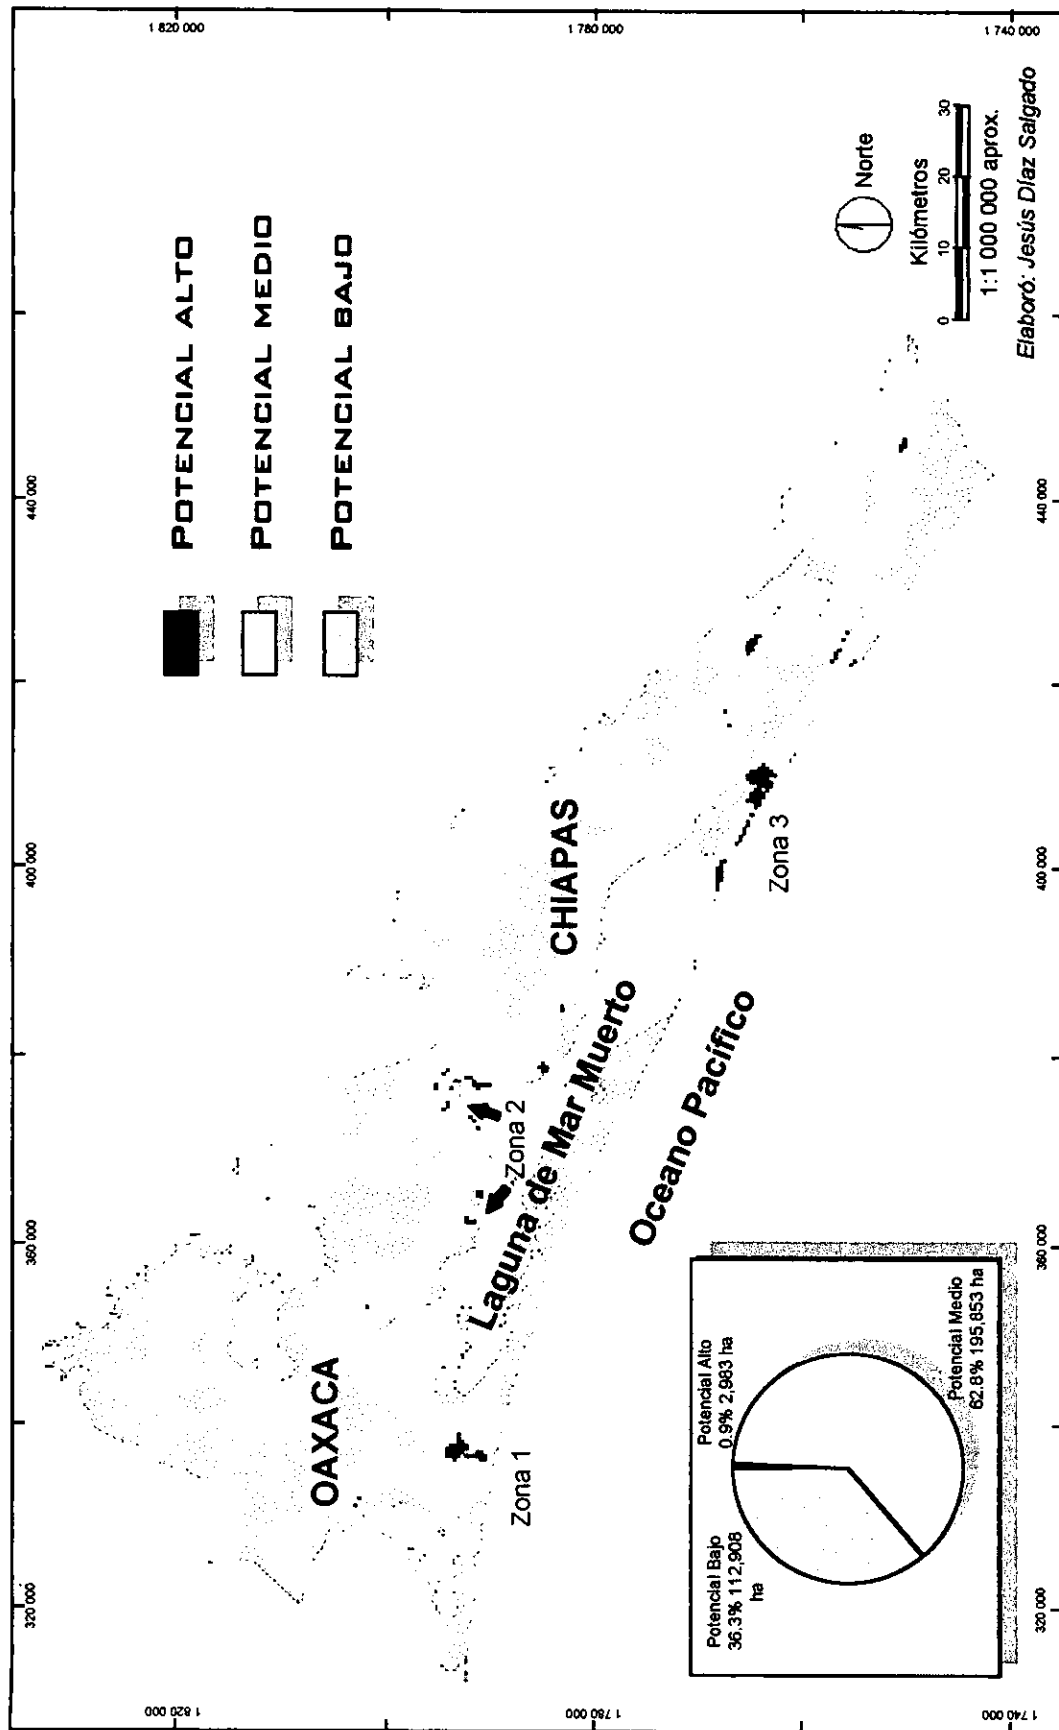 320 000
360 000
400 000
440 000
1 820 000
1 820 000
POTENCIAL ALTO
POTENCIAL MEDIO
POTENCIAL BAJO
OAXACA
Zona 1
Zona 2
CHIAPAS
Laguna de Mar Muerto
Oceano Pacífico
Zona 3
1 780 000
1 780 000
Potencial Bajo
36.3% 112,908
ha
Potencial Alto
0.9% 2,983 ha
Potencial Medio
62.8% 195,853 ha
Norte
Kilómetros
0 10 20 30
1:1 000 000 aprox.
Elaboró: Jesús Díaz Salgado
1 740 000
1 740 000
320 000
360 000
400 000
440 000